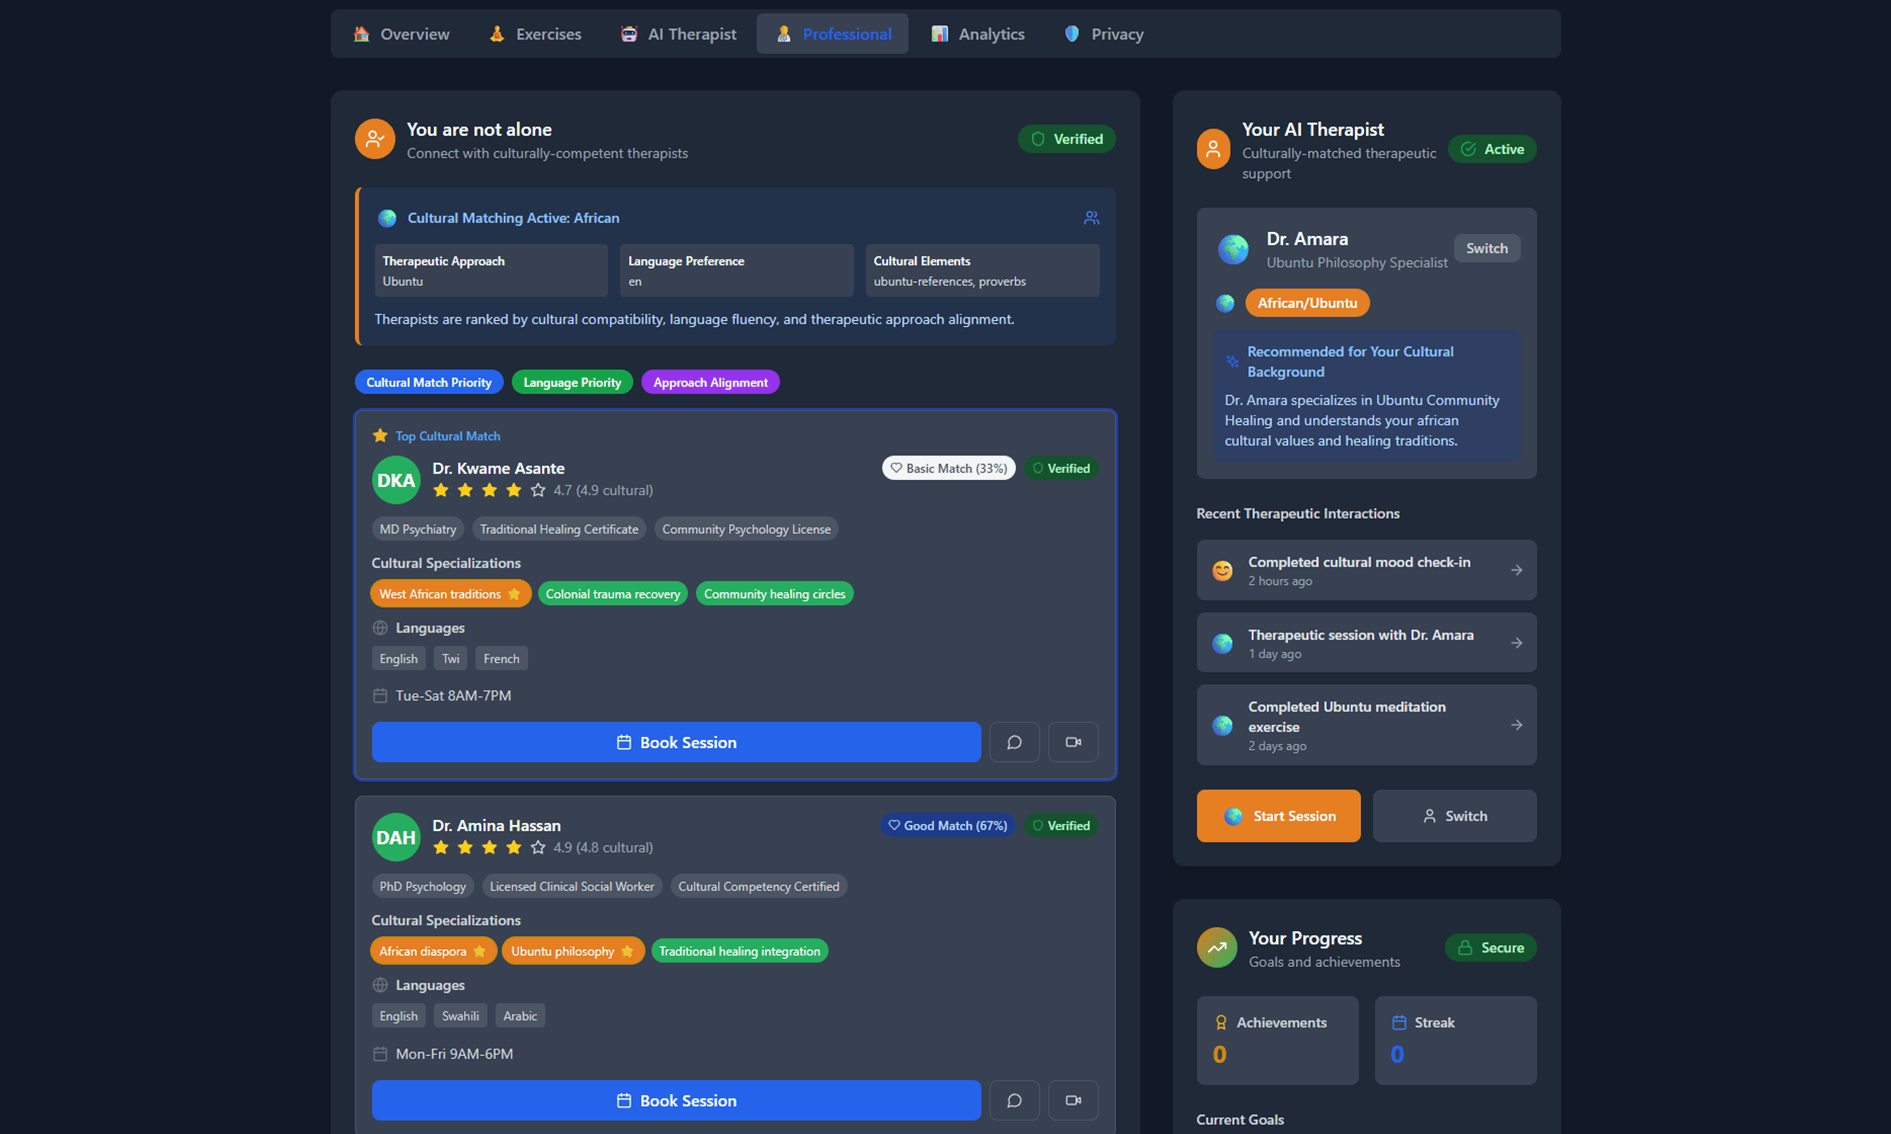 Overview
Exercises
AI Therapist
Professional
Analytics
Privacy
You are not alone
Connect with culturally-competent therapists
Verified
Cultural Matching Active: African
Therapeutic Approach
Ubuntu
Language Preference
en
Cultural Elements
ubuntu-references, proverbs
Therapists are ranked by cultural compatibility, language fluency, and therapeutic approach alignment.
Cultural Match Priority
Language Priority
Approach Alignment
Top Cultural Match
DKA
Dr. Kwame Asante
4.7 (4.9 cultural)
Basic Match (33%)
Verified
MD Psychiatry
Traditional Healing Certificate
Community Psychology License
Cultural Specializations
West African traditions
Colonial trauma recovery
Community healing circles
Languages
English
Twi
French
Tue-Sat 8AM-7PM
Book Session
DAH
Dr. Amina Hassan
4.9 (4.8 cultural)
Good Match (67%)
Verified
PhD Psychology
Licensed Clinical Social Worker
Cultural Competency Certified
Cultural Specializations
African diaspora
Ubuntu philosophy
Traditional healing integration
Languages
English
Swahili
Arabic
Mon-Fri 9AM-6PM
Book Session
Your AI Therapist
Culturally-matched therapeutic
support
Active
Dr. Amara
Ubuntu Philosophy Specialist
Switch
African/Ubuntu
Recommended for Your Cultural
Background
Dr. Amara specializes in Ubuntu Community
Healing and understands your african
cultural values and healing traditions.
Recent Therapeutic Interactions
Completed cultural mood check-in
2 hours ago
Therapeutic session with Dr. Amara
1 day ago
Completed Ubuntu meditation
exercise
2 days ago
Start Session
Switch
Your Progress
Goals and achievements
Secure
Achievements
0
Streak
0
Current Goals